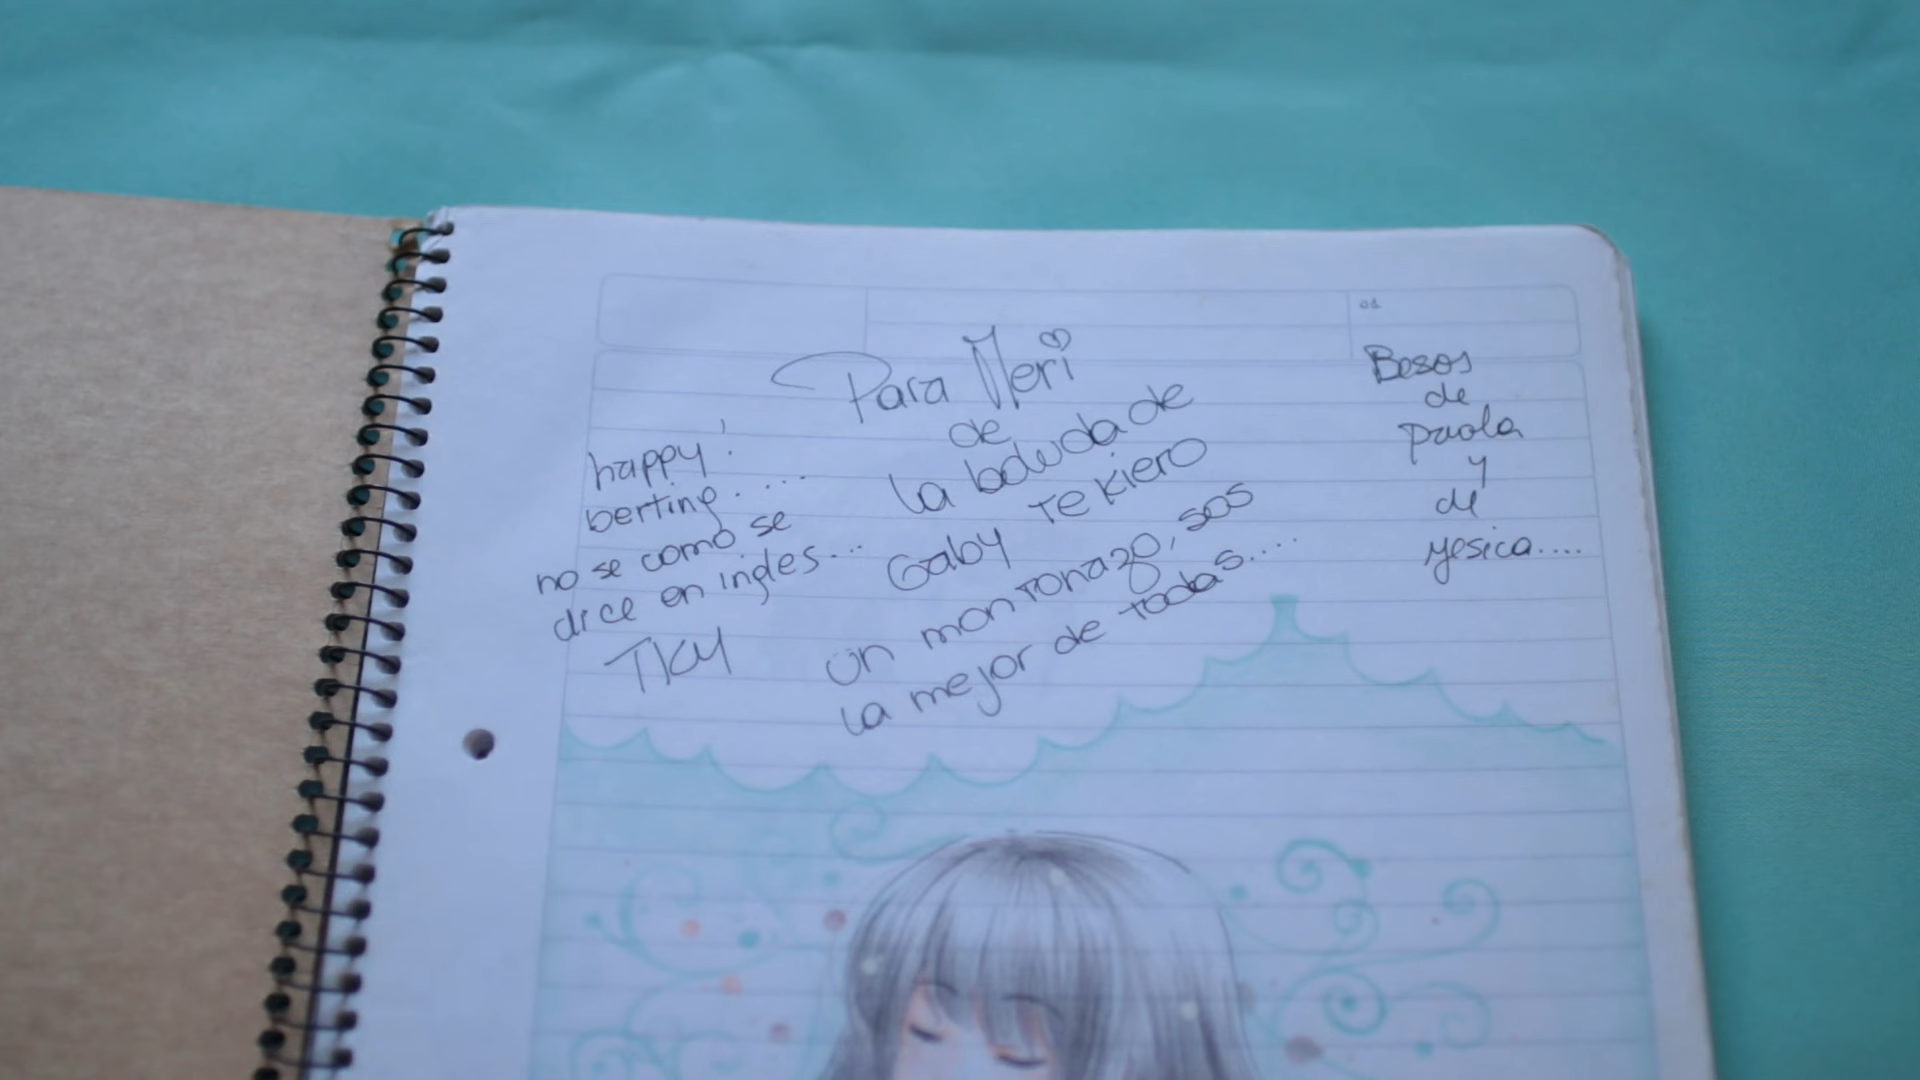 Para Meri
de
la boluda de
Gaby Te kiero
un montonazo, sos
la mejor de todas....
happy!
berting.....
no se como se
dice en ingles...
TKM
Besos
de
paola
y
de
yesica....